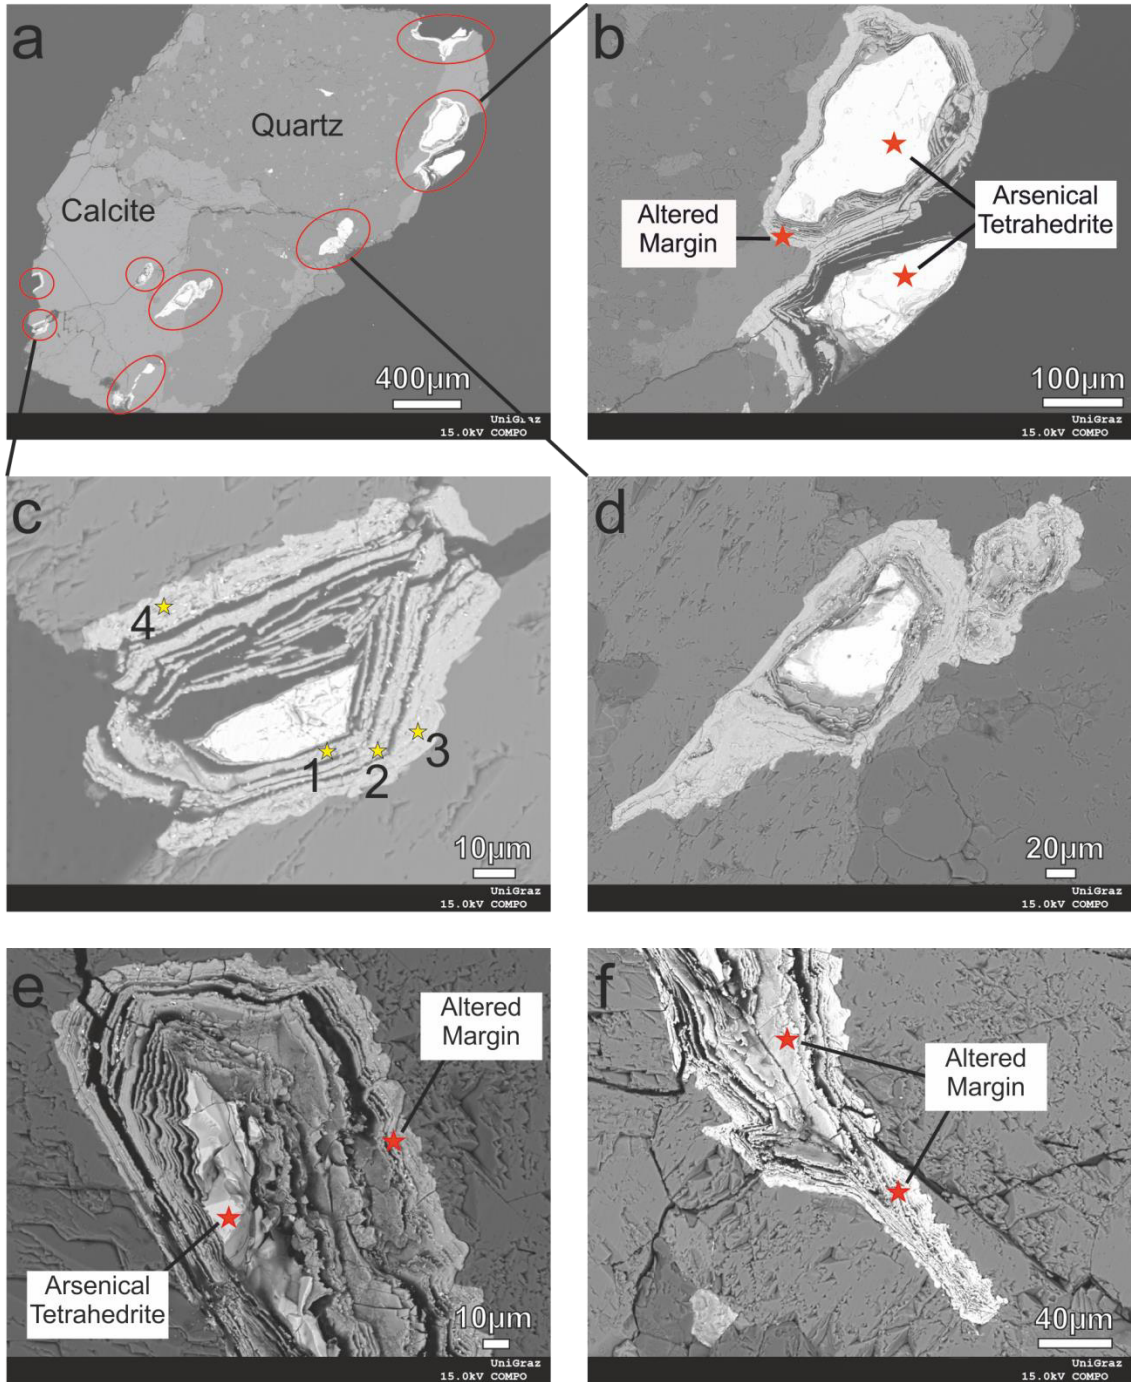 a
Quartz
Calcite
400µm
UniGraz
15.0kV COMPO
b
Altered
Margin
Arsenical
Tetrahedrite
100µm
UniGraz
15.0kV COMPO
c
4
1
2
3
10µm
UniGraz
15.0kV COMPO
d
20µm
UniGraz
15.0kV COMPO
e
Altered
Margin
Arsenical
Tetrahedrite
10µm
UniGraz
15.0kV COMPO
f
Altered
Margin
40µm
UniGraz
15.0kV COMPO